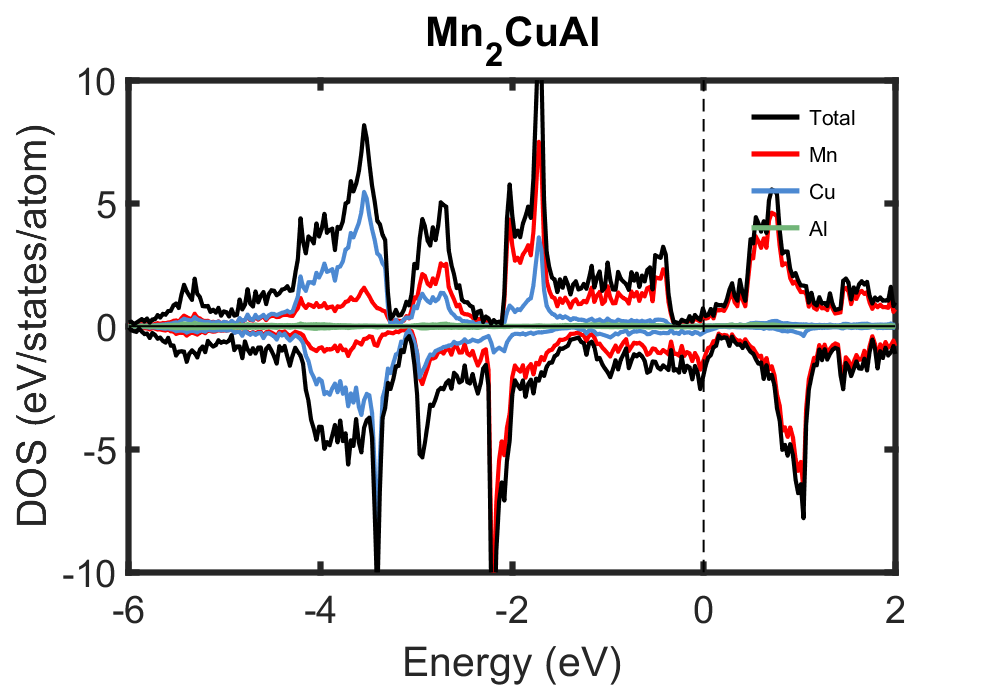 Mn₂CuAl
10
5
0
-5
-10
DOS (eV/states/atom)
Total
Mn
Cu
Al
-6 -4 -2 0 2
Energy (eV)